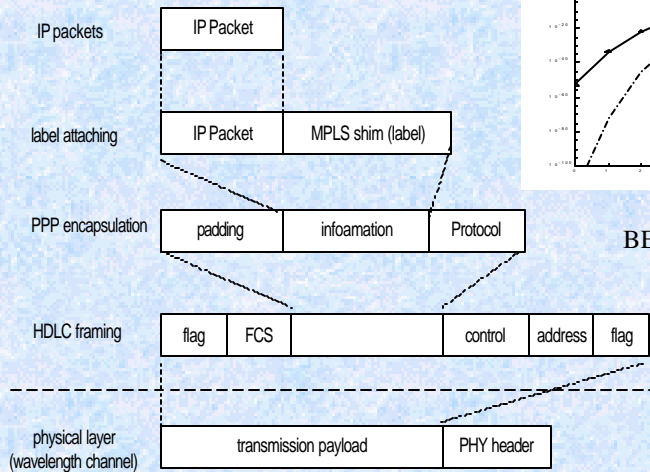 IP packets
IP Packet
label attaching
IP Packet
MPLS shim (label)
PPP encapsulation
padding
infoamation
Protocol
BE
HDLC framing
flag
FCS
control
address
flag
physical layer
(wavelength channel)
transmission payload
PHY header